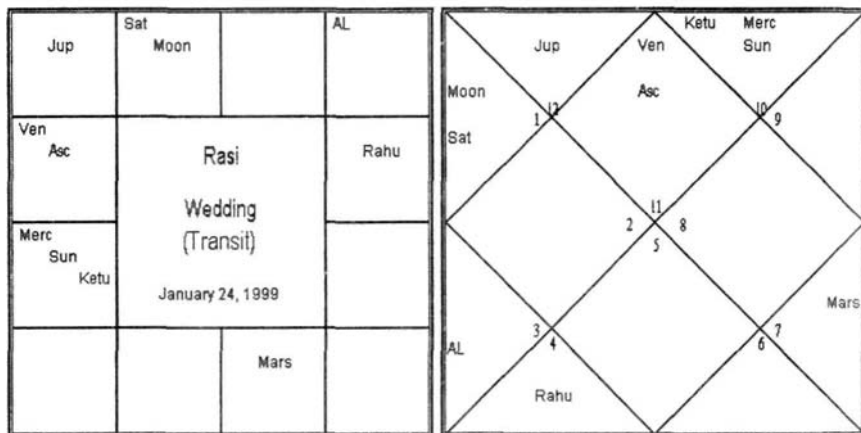 Sat
AL
Jup
Moon
Ven
Asc
Rasi
Rahu
Wedding
(Transit)
Merc
Sun
Ketu
January 24, 1999
Mars
Ketu Merc
Jup Ven Sun
Moon Asc
12 10
1 9
Sat
11
2 8
5
Mars
3 7
AL 4 6
Rahu